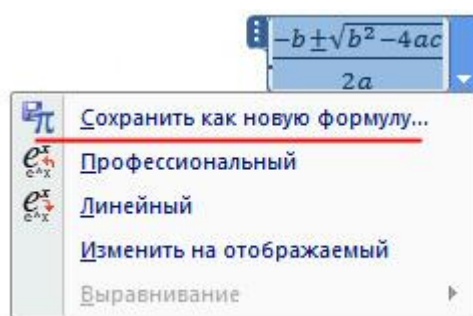 −b ± √b² − 4ac
2a
Сохранить как новую формулу...
Профессиональный
Линейный
Изменить на отображаемый
Выравнивание